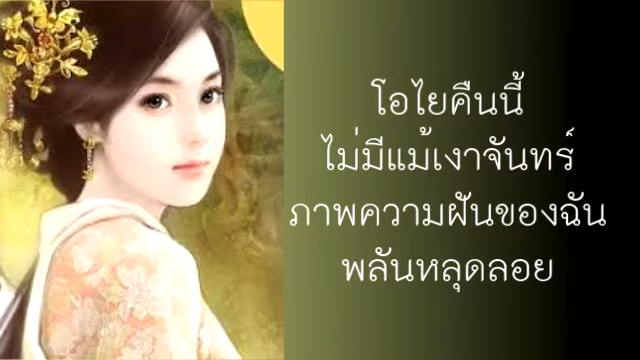 โอไยคืนนี้
ไม่มีแม้เงาจันทร์
ภาพความฝันของฉัน
พลันหลุดลอย